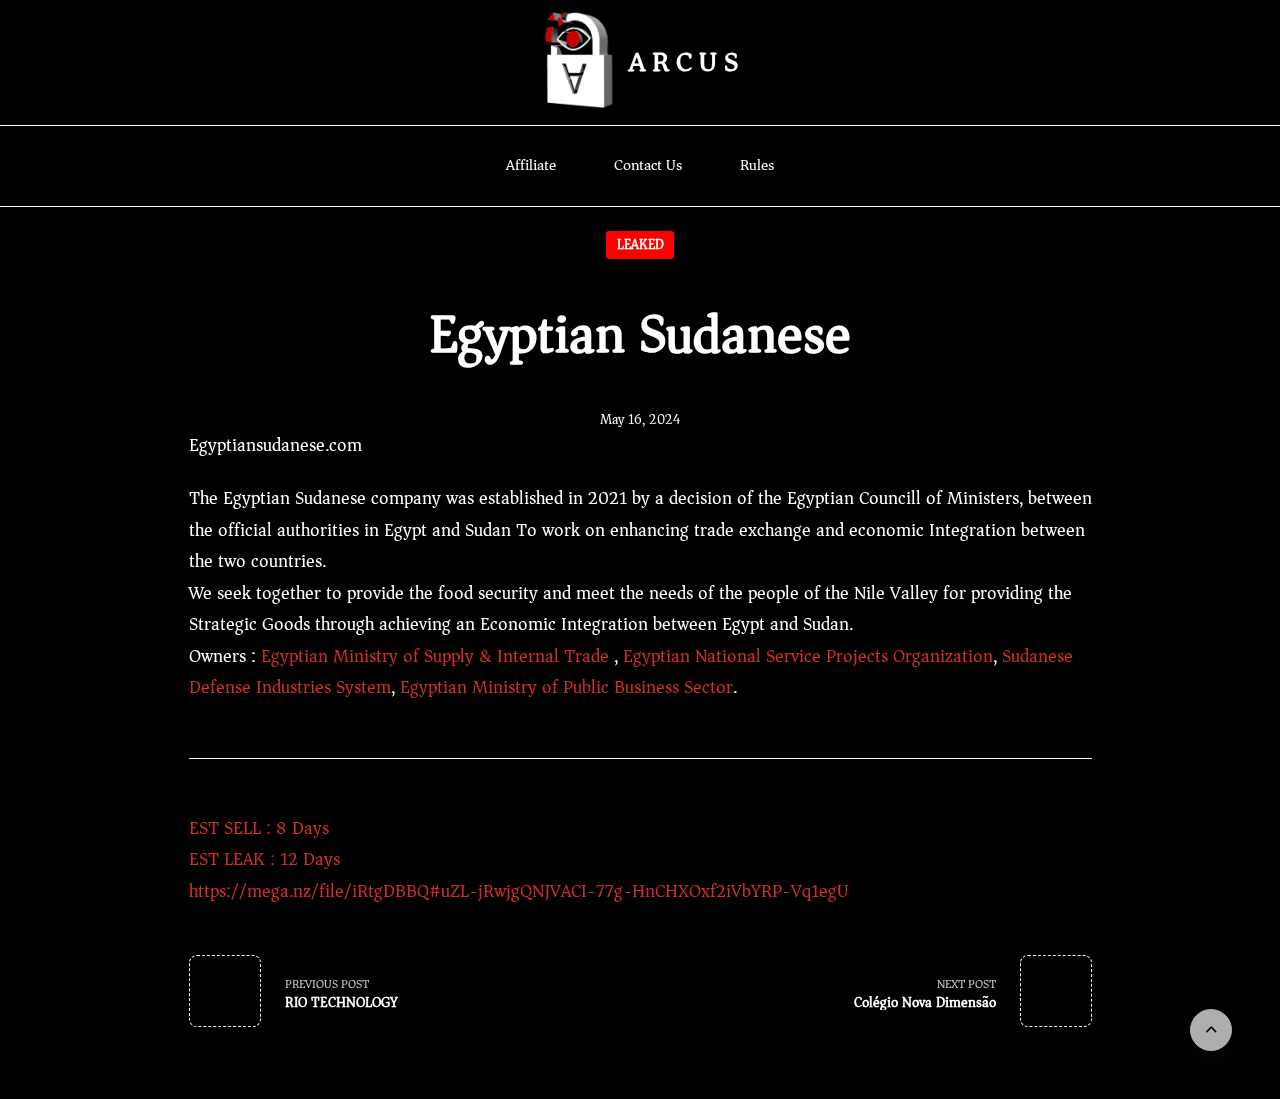 ARCUS
Affiliate Contact Us Rules
LEAKED
Egyptian Sudanese
May 16, 2024
Egyptiansudanese.com
The Egyptian Sudanese company was established in 2021 by a decision of the Egyptian Councill of Ministers, between
the official authorities in Egypt and Sudan To work on enhancing trade exchange and economic Integration between
the two countries.
We seek together to provide the food security and meet the needs of the people of the Nile Valley for providing the
Strategic Goods through achieving an Economic Integration between Egypt and Sudan.
Owners : Egyptian Ministry of Supply & Internal Trade , Egyptian National Service Projects Organization, Sudanese
Defense Industries System, Egyptian Ministry of Public Business Sector.
EST SELL : 8 Days
EST LEAK : 12 Days
https://mega.nz/file/iRtgDBBQ#uZL-jRwjgQNJVACI-77g-HnCHXOxf2iVbYRP-Vq1egU
PREVIOUS POST
RIO TECHNOLOGY
NEXT POST
Colégio Nova Dimensão